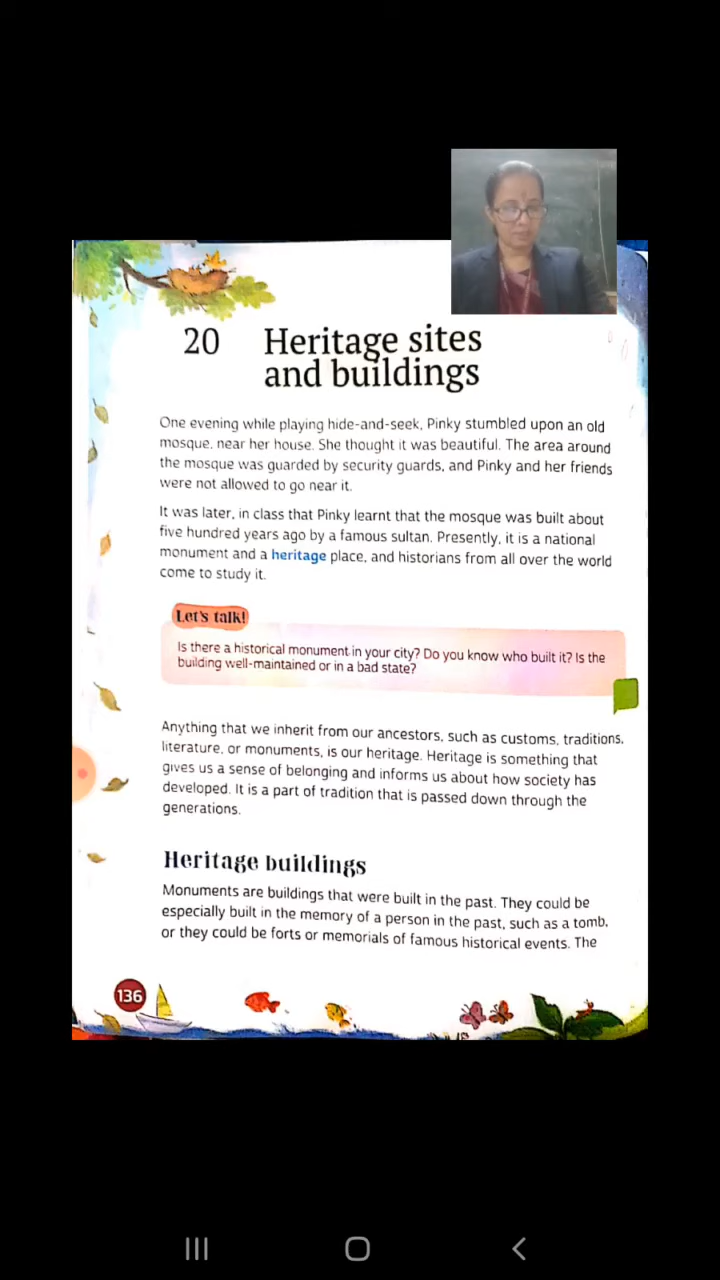 20 Heritage sites
and buildings
One evening while playing hide-and-seek, Pinky stumbled upon an old
mosque, near her house. She thought it was beautiful. The area around
the mosque was guarded by security guards, and Pinky and her friends
were not allowed to go near it.
It was later, in class that Pinky learnt that the mosque was built about
five hundred years ago by a famous sultan. Presently, it is a national
monument and a heritage place, and historians from all over the world
come to study it.
Let's talk!
Is there a historical monument in your city? Do you know who built it? Is the
building well-maintained or in a bad state?
Anything that we inherit from our ancestors, such as customs, traditions,
literature, or monuments, is our heritage. Heritage is something that
gives us a sense of belonging and informs us about how society has
developed. It is a part of tradition that is passed down through the
generations.
Heritage buildings
Monuments are buildings that were built in the past. They could be
especially built in the memory of a person in the past, such as a tomb,
or they could be forts or memorials of famous historical events. The
136